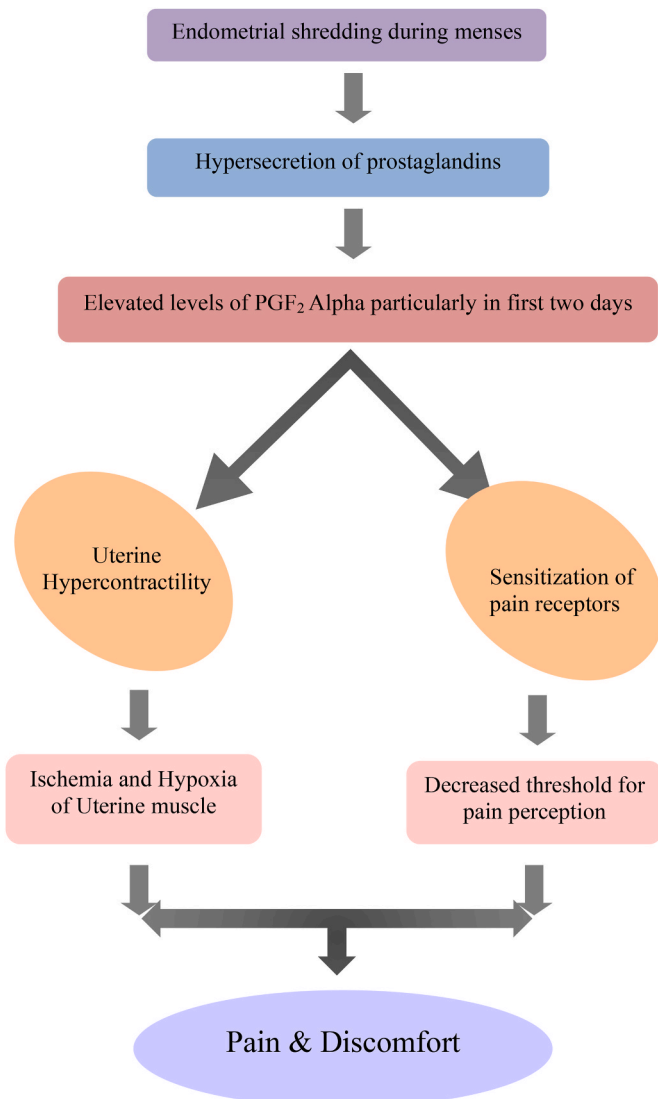 Endometrial shredding during menses
Hypersecretion of prostaglandins
Elevated levels of PGF₂ Alpha particularly in first two days
Uterine
Hypercontractility
Sensitization of
pain receptors
Ischemia and Hypoxia
of Uterine muscle
Decreased threshold for
pain perception
Pain & Discomfort